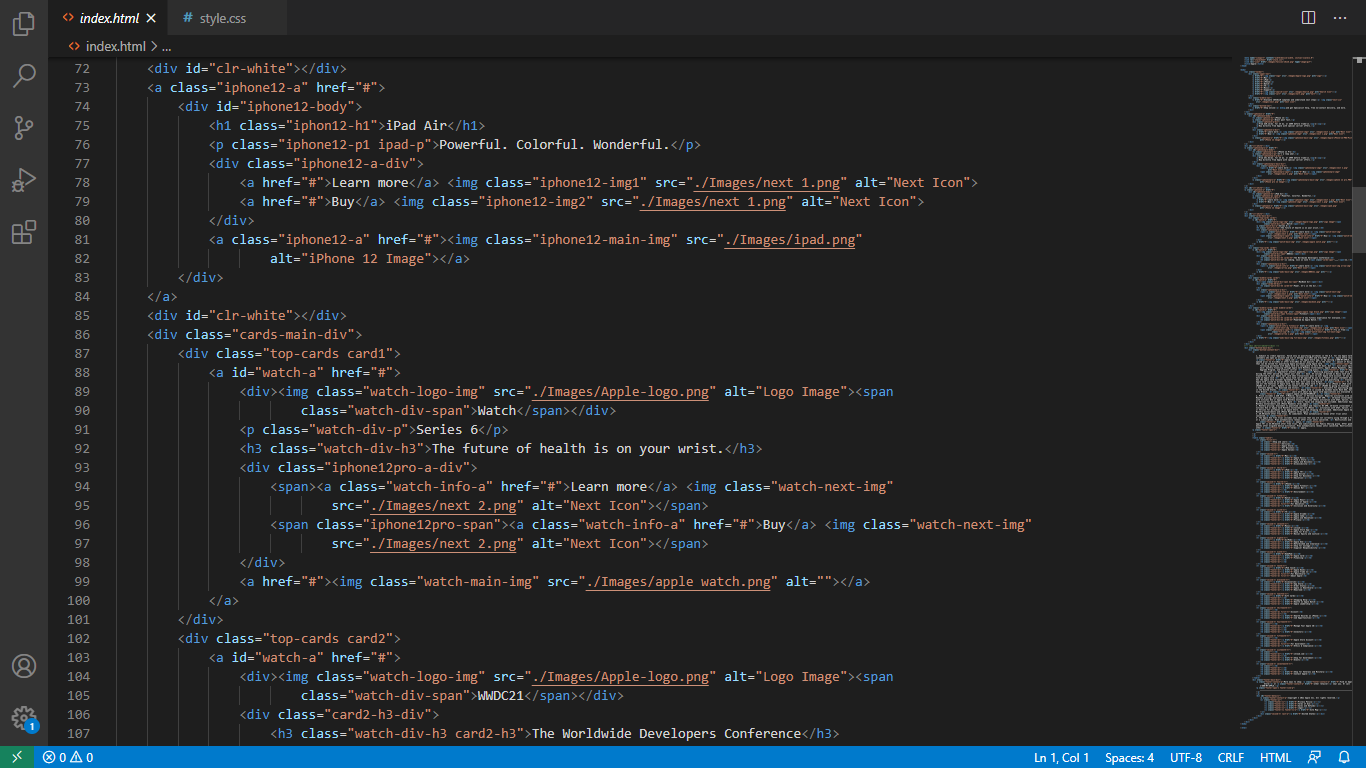 index.html
style.css
index.html > ...
72 <div id="clr-white"></div>
73 <a class="iphone12-a" href="#">
74 <div id="iphone12-body">
75 <h1 class="iphon12-h1">iPad Air</h1>
76 <p class="iphone12-p1 ipad-p">Powerful. Colorful. Wonderful.</p>
77 <div class="iphone12-a-div">
78 <a href="#">Learn more</a> <img class="iphone12-img1" src="./Images/next 1.png" alt="Next Icon">
79 <a href="#">Buy</a> <img class="iphone12-img2" src="./Images/next 1.png" alt="Next Icon">
80 </div>
81 <a class="iphone12-a" href="#"><img class="iphone12-main-img" src="./Images/ipad.png"
82 alt="iPhone 12 Image"></a>
83 </div>
84 </a>
85 <div id="clr-white"></div>
86 <div class="cards-main-div">
87 <div class="top-cards card1">
88 <a id="watch-a" href="#">
89 <div><img class="watch-logo-img" src="./Images/Apple-logo.png" alt="Logo Image"><span
90 class="watch-div-span">Watch</span></div>
91 <p class="watch-div-p">Series 6</p>
92 <h3 class="watch-div-h3">The future of health is on your wrist.</h3>
93 <div class="iphone12pro-a-div">
94 <span><a class="watch-info-a" href="#">Learn more</a> <img class="watch-next-img"
95 src="./Images/next 2.png" alt="Next Icon"></span>
96 <span class="iphone12pro-span"><a class="watch-info-a" href="#">Buy</a> <img class="watch-next-img"
97 src="./Images/next 2.png" alt="Next Icon"></span>
98 </div>
99 <a href="#"><img class="watch-main-img" src="./Images/apple watch.png" alt=""></a>
100 </a>
101 </div>
102 <div class="top-cards card2">
103 <a id="watch-a" href="#">
104 <div><img class="watch-logo-img" src="./Images/Apple-logo.png" alt="Logo Image"><span
105 class="watch-div-span">WWDC21</span></div>
106 <div class="card2-h3-div">
107 <h3 class="watch-div-h3 card2-h3">The Worldwide Developers Conference</h3>
1
0 0 Ln 1, Col 1 Spaces: 4 UTF-8 CRLF HTML